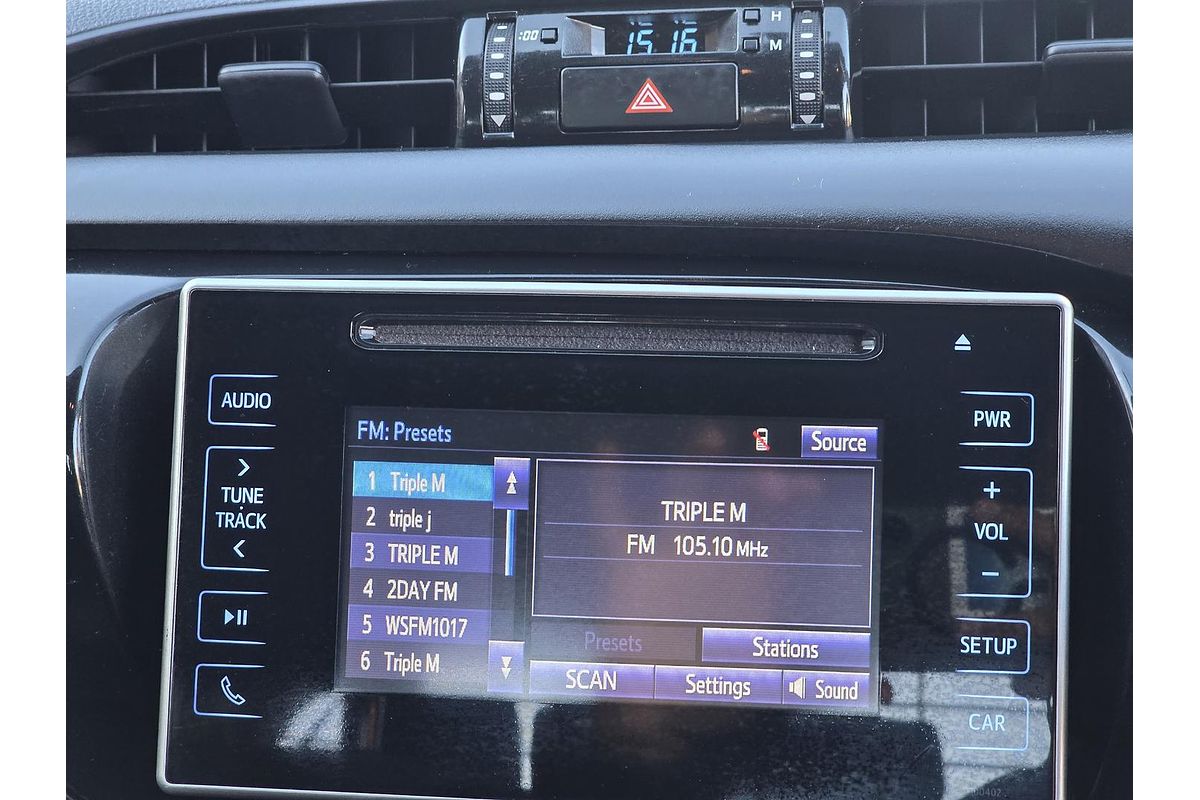 :00
15 16
H
M
AUDIO
TUNE
TRACK
PWR
+
VOL
−
SETUP
CAR
FM: Presets
Source
1 Triple M
2 triple j
3 TRIPLE M
4 2DAY FM
5 WSFM1017
6 Triple M
TRIPLE M
FM 105.10 MHz
Presets
Stations
SCAN
Settings
Sound
100402